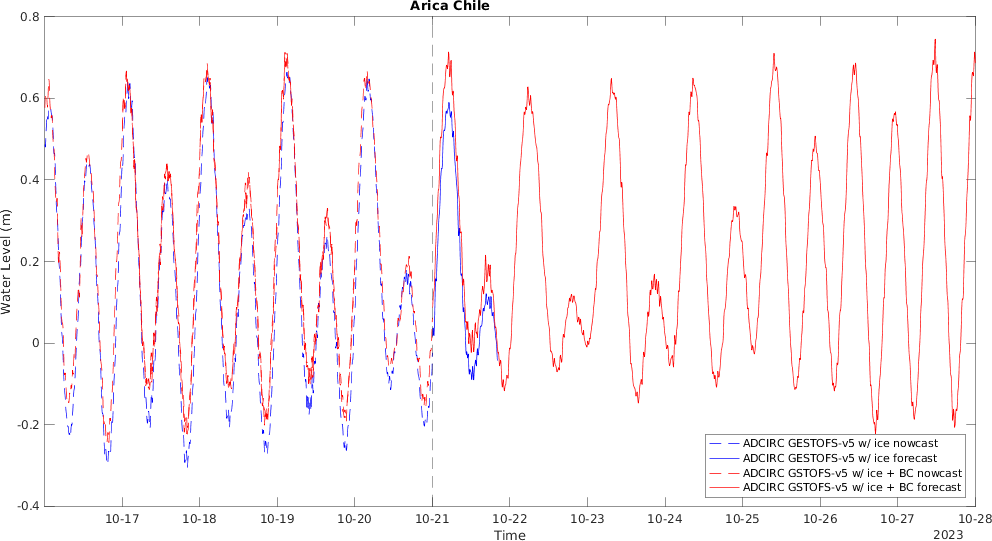 Arica Chile
0.8
0.6
0.4
0.2
0
-0.2
-0.4
Water Level (m)
10-17 10-18 10-19 10-20 10-21 10-22 10-23 10-24 10-25 10-26 10-27 10-28
Time
2023
ADCIRC GESTOFS-v5 w/ ice nowcast
ADCIRC GESTOFS-v5 w/ ice forecast
ADCIRC GSTOFS-v5 w/ ice + BC nowcast
ADCIRC GSTOFS-v5 w/ ice + BC forecast